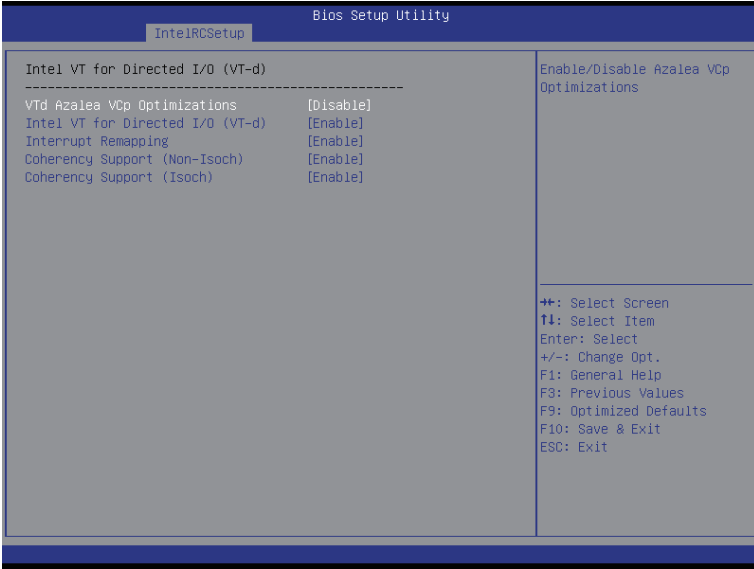 Bios Setup Utility
IntelRCSetup
Intel VT for Directed I/O (VT-d)
--------------------------------------------------
VTd Azalea VCp Optimizations [Disable]
Intel VT for Directed I/O (VT-d) [Enable]
Interrupt Remapping [Enable]
Coherency Support (Non-Isoch) [Enable]
Coherency Support (Isoch) [Enable]
Enable/Disable Azalea VCp
Optimizations
→←: Select Screen
↑↓: Select Item
Enter: Select
+/-: Change Opt.
F1: General Help
F3: Previous Values
F9: Optimized Defaults
F10: Save & Exit
ESC: Exit